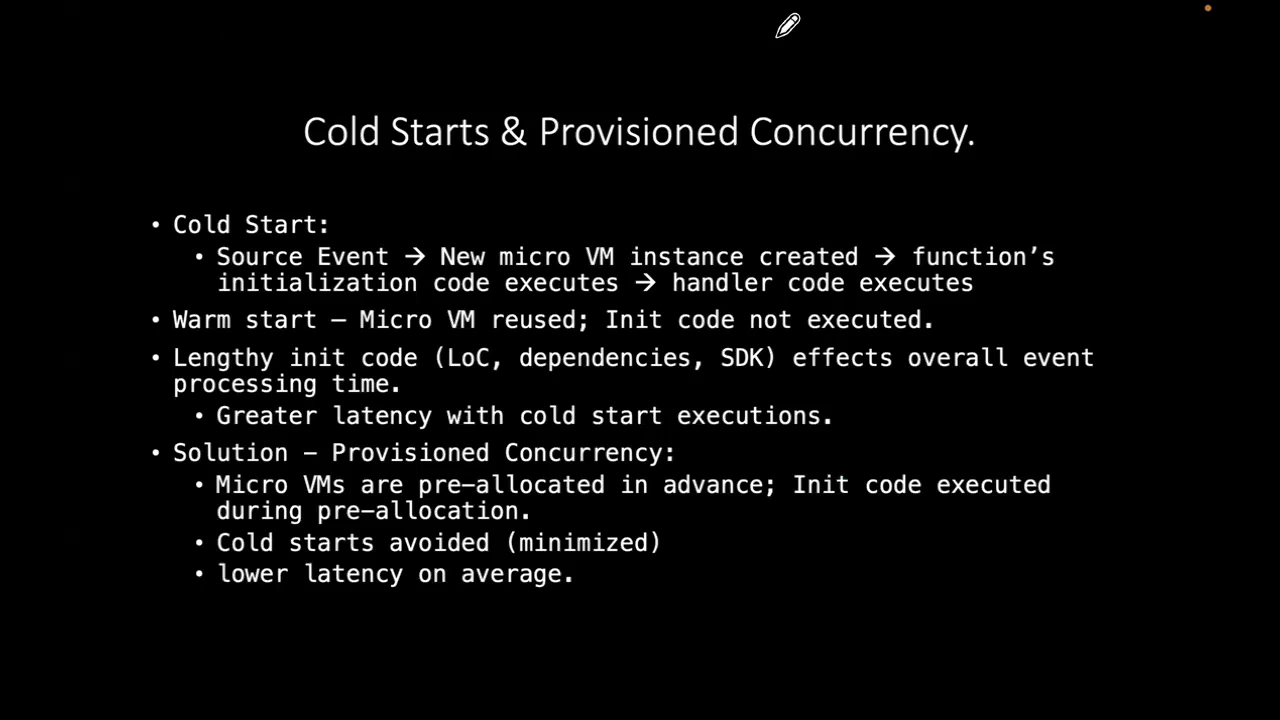 Cold Starts & Provisioned Concurrency.
• Cold Start:
• Source Event → New micro VM instance created → function’s
initialization code executes → handler code executes
• Warm start – Micro VM reused; Init code not executed.
• Lengthy init code (LoC, dependencies, SDK) effects overall event
processing time.
• Greater latency with cold start executions.
• Solution – Provisioned Concurrency:
• Micro VMs are pre–allocated in advance; Init code executed
during pre–allocation.
• Cold starts avoided (minimized)
• lower latency on average.